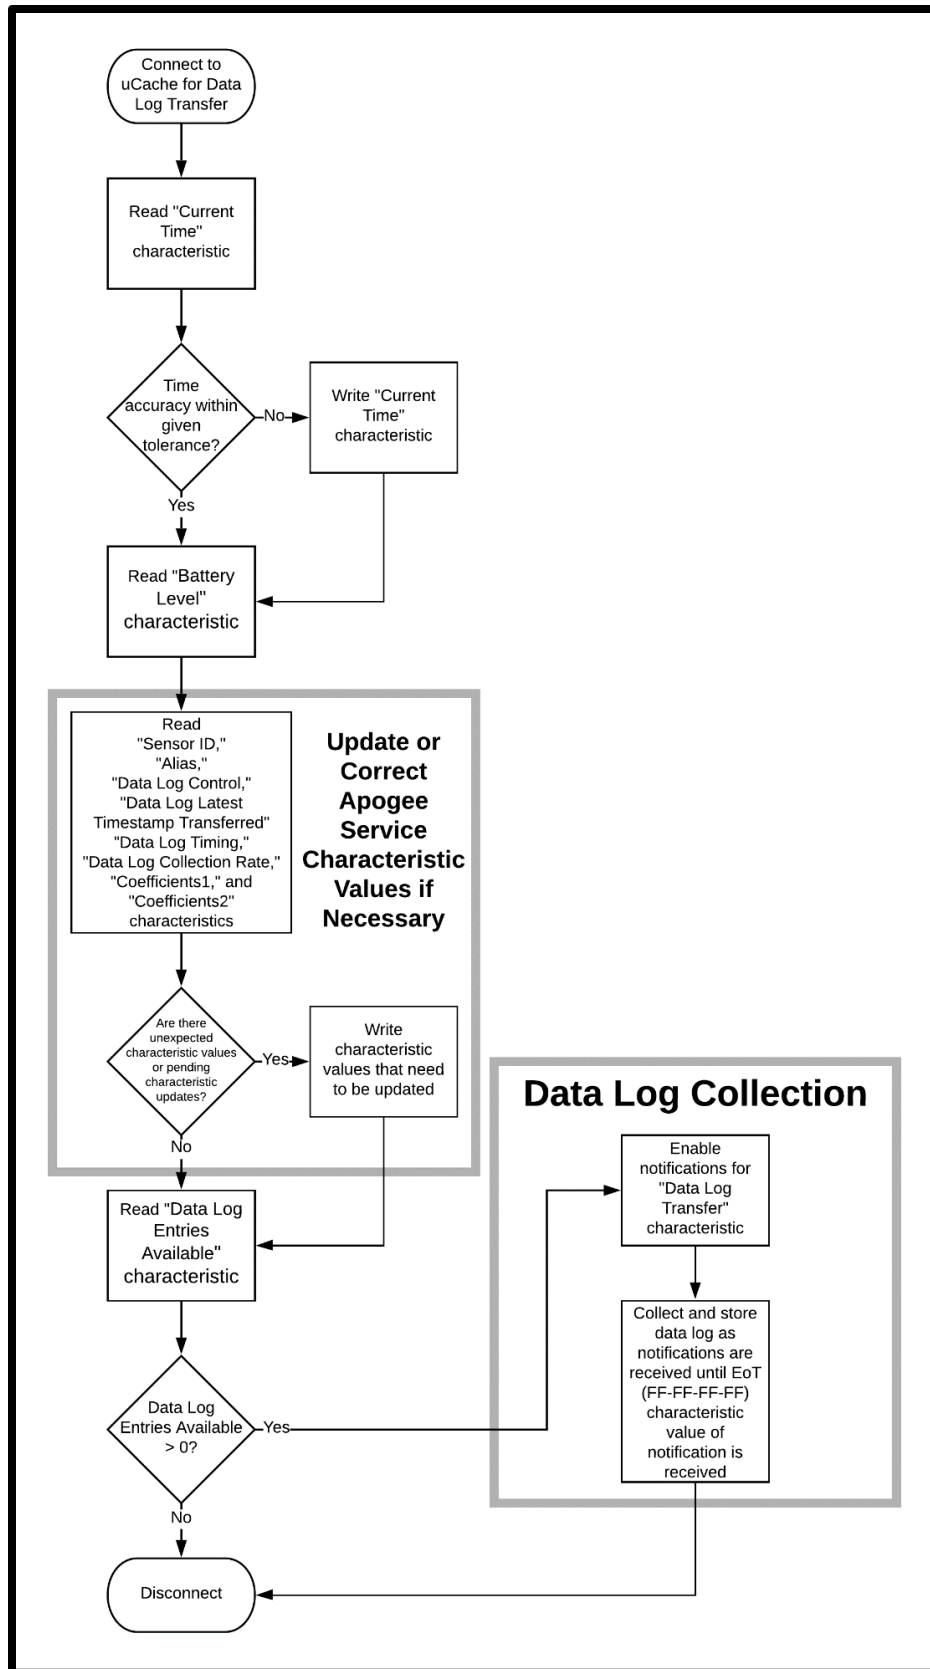 Connect to
uCache for Data
Log Transfer
Read "Current
Time"
characteristic
Time
accuracy within
given
tolerance?
No
Write "Current
Time"
characteristic
Yes
Read "Battery
Level"
characteristic
Read
"Sensor ID,"
"Alias,"
"Data Log Control,"
"Data Log Latest
Timestamp Transferred"
"Data Log Timing,"
"Data Log Collection Rate,"
"Coefficients1," and
"Coefficients2"
characteristics
Update or
Correct
Apogee
Service
Characteristic
Values if
Necessary
Are there
unexpected
characteristic values
or pending
characteristic
updates?
Yes
Write
characteristic
values that need
to be updated
No
Read "Data Log
Entries
Available"
characteristic
Data Log
Entries Available
> 0?
Yes
Data Log Collection
Enable
notifications for
"Data Log
Transfer"
characteristic
Collect and store
data log as
notifications are
received until EoT
(FF-FF-FF-FF)
characteristic
value of
notification is
received
No
Disconnect